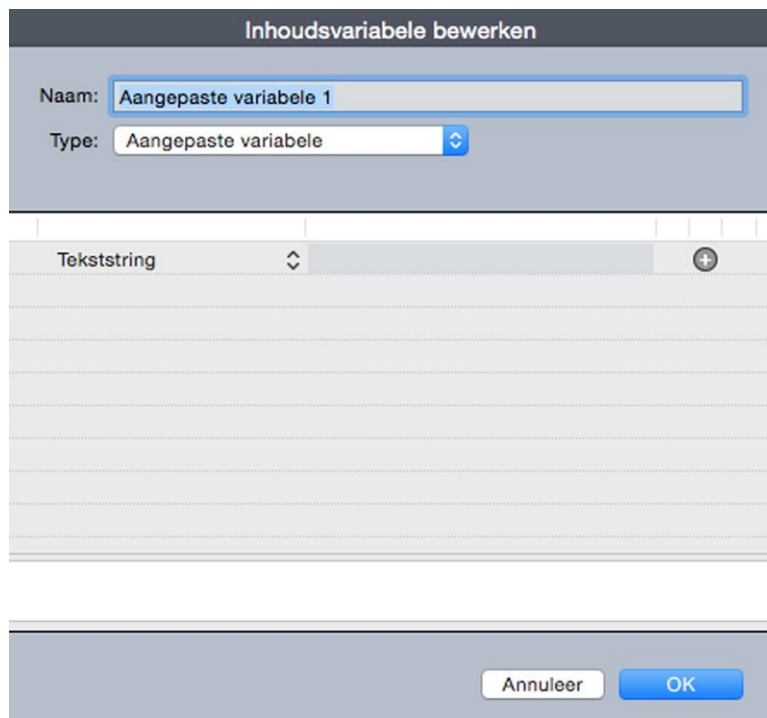 Inhoudsvariabele bewerken
Naam: Aangepaste variabele 1
Type: Aangepaste variabele
Tekststring
Annuleer OK